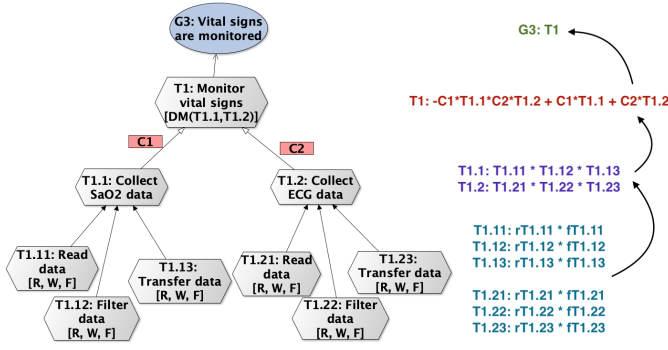 G3: Vital signs
are monitored
T1: Monitor
vital signs
[DM(T1.1,T1.2)]
C1
C2
T1.1: Collect
SaO2 data
T1.2: Collect
ECG data
T1.11: Read
data
[R, W, F]
T1.12: Filter
data
[R, W, F]
T1.13:
Transfer data
[R, W, F]
T1.21: Read
data
[R, W, F]
T1.22: Filter
data
[R, W, F]
T1.23:
Transfer data
[R, W, F]
G3: T1
T1: -C1*T1.1*C2*T1.2 + C1*T1.1 + C2*T1.2
T1.1: T1.11 * T1.12 * T1.13
T1.2: T1.21 * T1.22 * T1.23
T1.11: rT1.11 * fT1.11
T1.12: rT1.12 * fT1.12
T1.13: rT1.13 * fT1.13
T1.21: rT1.21 * fT1.21
T1.22: rT1.22 * fT1.22
T1.23: rT1.23 * fT1.23